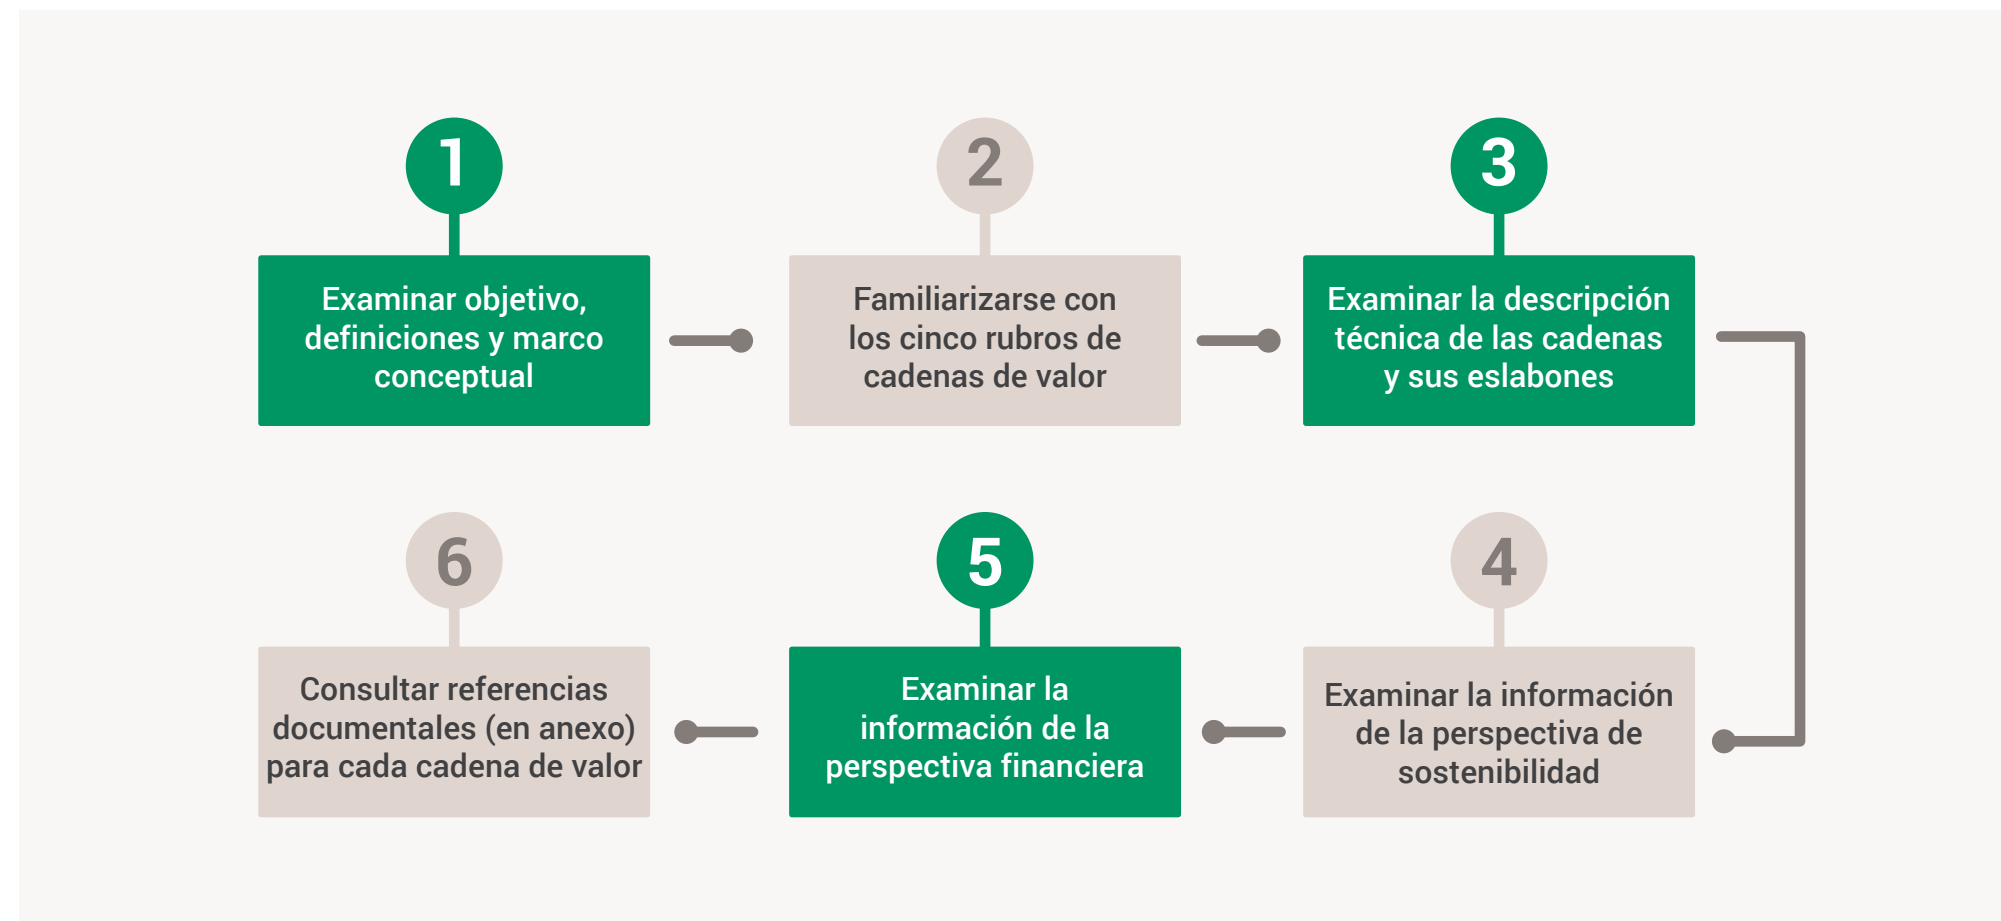 1
Examinar objetivo,
definiciones y marco
conceptual
2
Familiarizarse con
los cinco rubros de
cadenas de valor
3
Examinar la descripción
técnica de las cadenas
y sus eslabones
4
Examinar la información
de la perspectiva de
sostenibilidad
5
Examinar la
información de la
perspectiva financiera
6
Consultar referencias
documentales (en anexo)
para cada cadena de valor